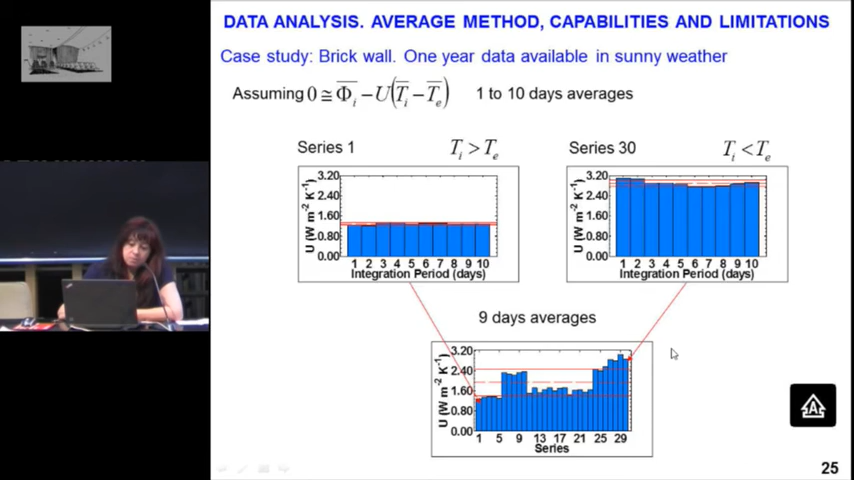 DATA ANALYSIS. AVERAGE METHOD, CAPABILITIES AND LIMITATIONS
Case study: Brick wall. One year data available in sunny weather
Assuming 0 ≅ Φ̅ᵢ − U(T̅ᵢ − T̅ₑ) 1 to 10 days averages
Series 1 Tᵢ > Tₑ
Series 30 Tᵢ < Tₑ
U (W m⁻² K⁻¹)
3.20
2.40
1.60
0.80
0.00
1 2 3 4 5 6 7 8 9 10
Integration Period (days)
U (W m⁻² K⁻¹)
3.20
2.40
1.60
0.80
0.00
1 2 3 4 5 6 7 8 9 10
Integration Period (days)
9 days averages
U (W m⁻² K⁻¹)
3.20
2.40
1.60
0.80
0.00
1 5 9 13 17 21 25 29
Series
A
25